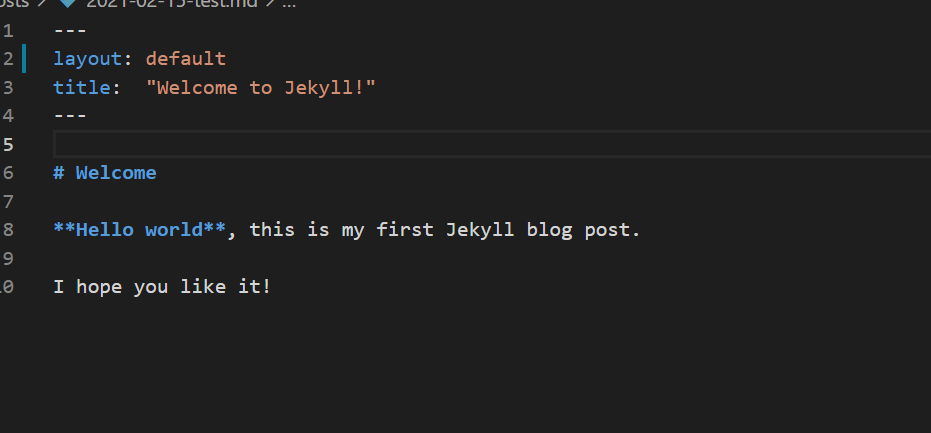 2021-02-15-test.md > ...
1 ---
2 layout: default
3 title:  "Welcome to Jekyll!"
4 ---
5
6 # Welcome
7
8 **Hello world**, this is my first Jekyll blog post.
9
10 I hope you like it!